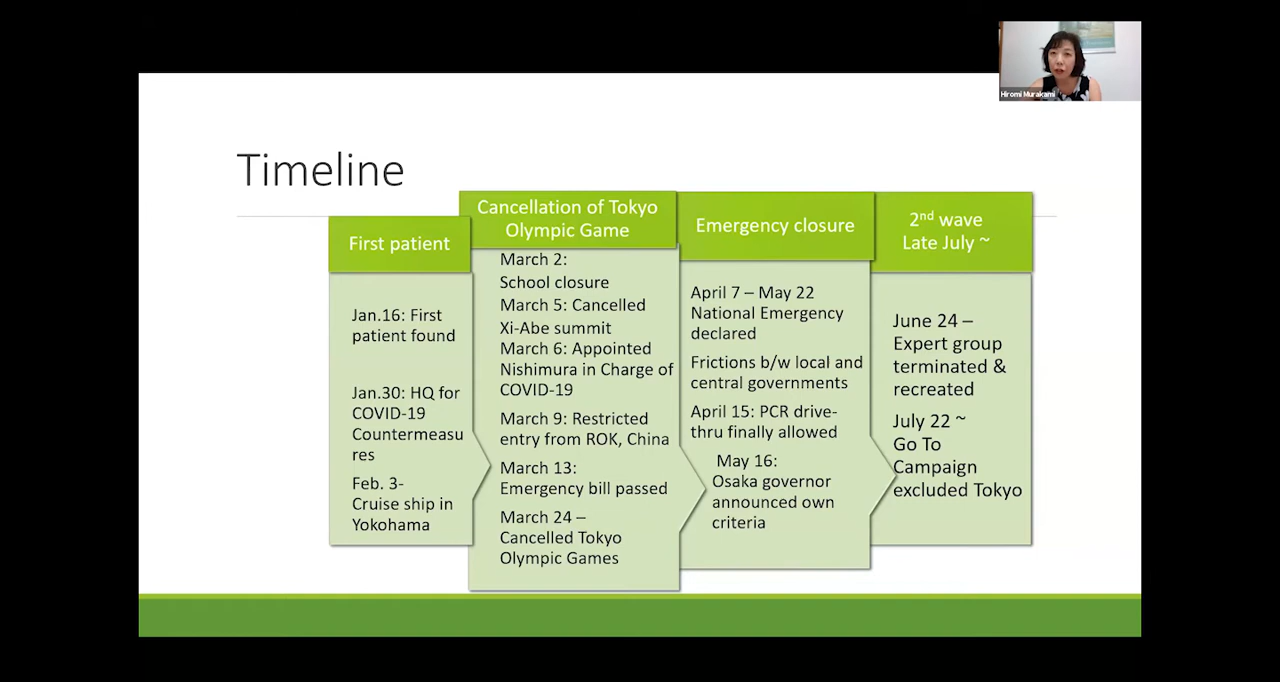 Hiromi Murakami
Timeline
First patient
Jan.16: First
patient found
Jan.30: HQ for
COVID-19
Countermeasu
res
Feb. 3-
Cruise ship in
Yokohama
Cancellation of Tokyo
Olympic Game
March 2:
School closure
March 5: Cancelled
Xi-Abe summit
March 6: Appointed
Nishimura in Charge of
COVID-19
March 9: Restricted
entry from ROK, China
March 13:
Emergency bill passed
March 24 –
Cancelled Tokyo
Olympic Games
Emergency closure
April 7 – May 22
National Emergency
declared
Frictions b/w local and
central governments
April 15: PCR drive-
thru finally allowed
May 16:
Osaka governor
announced own
criteria
2nd wave
Late July ~
June 24 –
Expert group
terminated &
recreated
July 22 ~
Go To
Campaign
excluded Tokyo